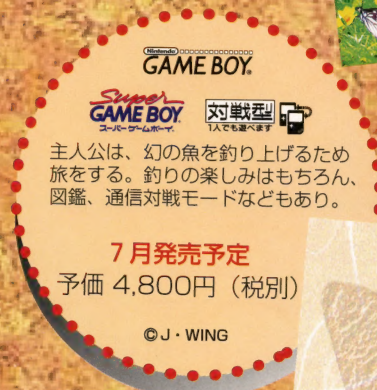 Nintendo
GAME BOY®
Super
GAME BOY.
スーパーゲームボーイ.
対戦型
1人でも遊べます
主人公は、幻の魚を釣り上げるため
旅をする。釣りの楽しみはもちろん、
図鑑、通信対戦モードなどもあり。
7月発売予定
予価 4,800円（税別）
©J・WING